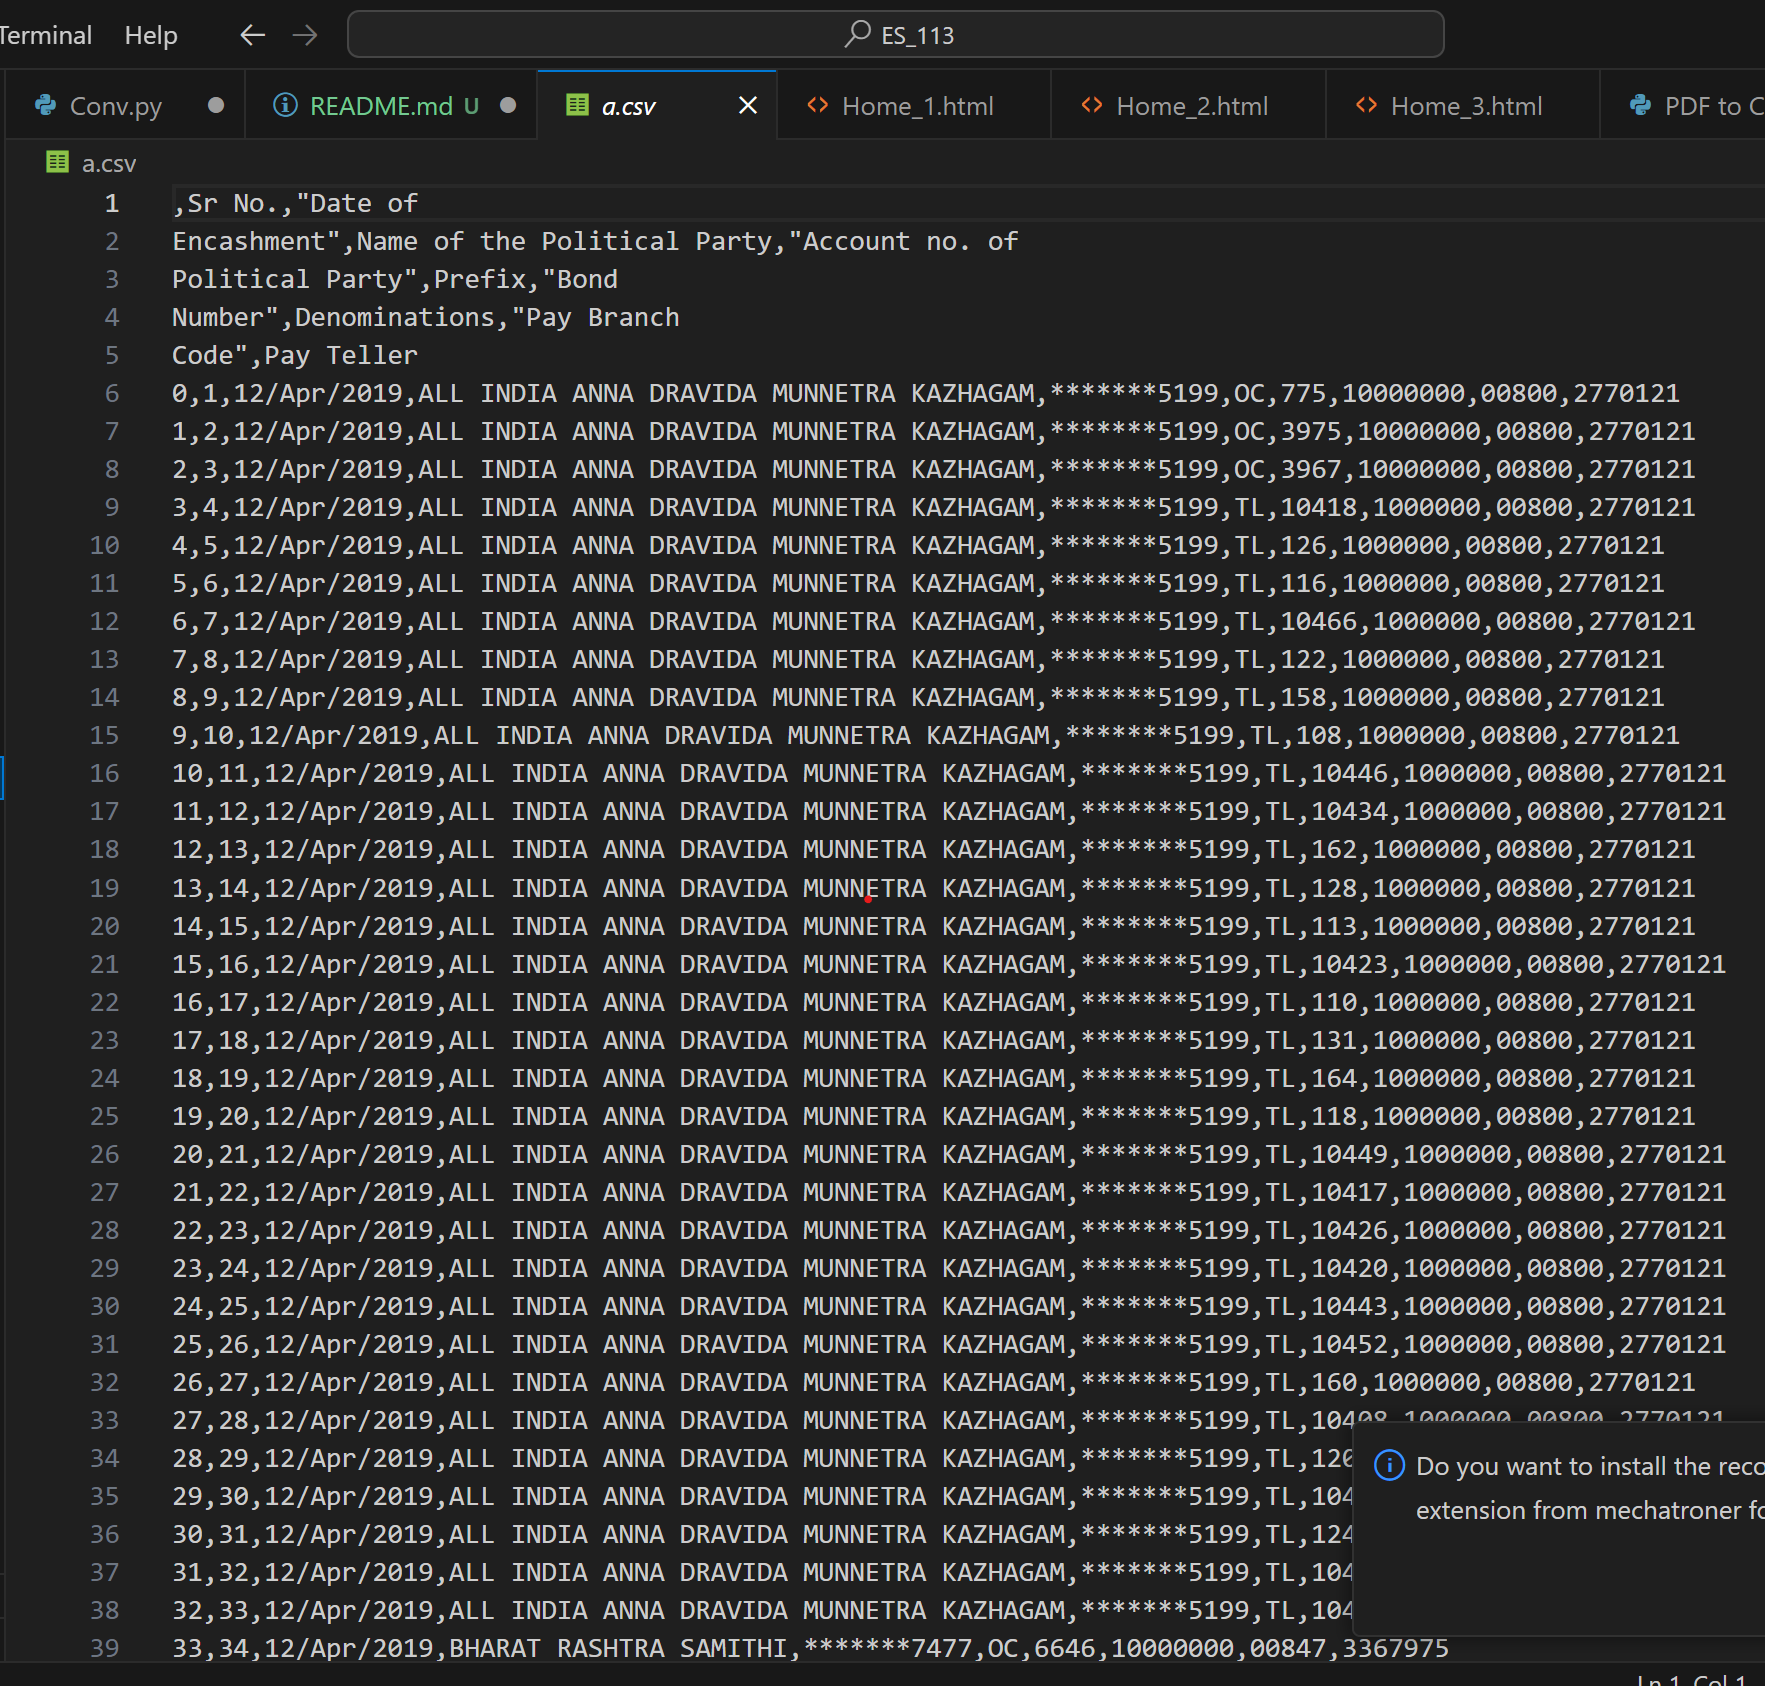 Terminal Help ES_113
Conv.py README.md U a.csv Home_1.html Home_2.html Home_3.html PDF to
a.csv
1 ,Sr No.,"Date of
2 Encashment",Name of the Political Party,"Account no. of
3 Political Party",Prefix,"Bond
4 Number",Denominations,"Pay Branch
5 Code",Pay Teller
6 0,1,12/Apr/2019,ALL INDIA ANNA DRAVIDA MUNNETRA KAZHAGAM,*******5199,OC,775,10000000,00800,2770121
7 1,2,12/Apr/2019,ALL INDIA ANNA DRAVIDA MUNNETRA KAZHAGAM,*******5199,OC,3975,10000000,00800,2770121
8 2,3,12/Apr/2019,ALL INDIA ANNA DRAVIDA MUNNETRA KAZHAGAM,*******5199,OC,3967,10000000,00800,2770121
9 3,4,12/Apr/2019,ALL INDIA ANNA DRAVIDA MUNNETRA KAZHAGAM,*******5199,TL,10418,1000000,00800,2770121
10 4,5,12/Apr/2019,ALL INDIA ANNA DRAVIDA MUNNETRA KAZHAGAM,*******5199,TL,126,1000000,00800,2770121
11 5,6,12/Apr/2019,ALL INDIA ANNA DRAVIDA MUNNETRA KAZHAGAM,*******5199,TL,116,1000000,00800,2770121
12 6,7,12/Apr/2019,ALL INDIA ANNA DRAVIDA MUNNETRA KAZHAGAM,*******5199,TL,10466,1000000,00800,2770121
13 7,8,12/Apr/2019,ALL INDIA ANNA DRAVIDA MUNNETRA KAZHAGAM,*******5199,TL,122,1000000,00800,2770121
14 8,9,12/Apr/2019,ALL INDIA ANNA DRAVIDA MUNNETRA KAZHAGAM,*******5199,TL,158,1000000,00800,2770121
15 9,10,12/Apr/2019,ALL INDIA ANNA DRAVIDA MUNNETRA KAZHAGAM,*******5199,TL,108,1000000,00800,2770121
16 10,11,12/Apr/2019,ALL INDIA ANNA DRAVIDA MUNNETRA KAZHAGAM,*******5199,TL,10446,1000000,00800,2770121
17 11,12,12/Apr/2019,ALL INDIA ANNA DRAVIDA MUNNETRA KAZHAGAM,*******5199,TL,10434,1000000,00800,2770121
18 12,13,12/Apr/2019,ALL INDIA ANNA DRAVIDA MUNNETRA KAZHAGAM,*******5199,TL,162,1000000,00800,2770121
19 13,14,12/Apr/2019,ALL INDIA ANNA DRAVIDA MUNNETRA KAZHAGAM,*******5199,TL,128,1000000,00800,2770121
20 14,15,12/Apr/2019,ALL INDIA ANNA DRAVIDA MUNNETRA KAZHAGAM,*******5199,TL,113,1000000,00800,2770121
21 15,16,12/Apr/2019,ALL INDIA ANNA DRAVIDA MUNNETRA KAZHAGAM,*******5199,TL,10423,1000000,00800,2770121
22 16,17,12/Apr/2019,ALL INDIA ANNA DRAVIDA MUNNETRA KAZHAGAM,*******5199,TL,110,1000000,00800,2770121
23 17,18,12/Apr/2019,ALL INDIA ANNA DRAVIDA MUNNETRA KAZHAGAM,*******5199,TL,131,1000000,00800,2770121
24 18,19,12/Apr/2019,ALL INDIA ANNA DRAVIDA MUNNETRA KAZHAGAM,*******5199,TL,164,1000000,00800,2770121
25 19,20,12/Apr/2019,ALL INDIA ANNA DRAVIDA MUNNETRA KAZHAGAM,*******5199,TL,118,1000000,00800,2770121
26 20,21,12/Apr/2019,ALL INDIA ANNA DRAVIDA MUNNETRA KAZHAGAM,*******5199,TL,10449,1000000,00800,2770121
27 21,22,12/Apr/2019,ALL INDIA ANNA DRAVIDA MUNNETRA KAZHAGAM,*******5199,TL,10417,1000000,00800,2770121
28 22,23,12/Apr/2019,ALL INDIA ANNA DRAVIDA MUNNETRA KAZHAGAM,*******5199,TL,10426,1000000,00800,2770121
29 23,24,12/Apr/2019,ALL INDIA ANNA DRAVIDA MUNNETRA KAZHAGAM,*******5199,TL,10420,1000000,00800,2770121
30 24,25,12/Apr/2019,ALL INDIA ANNA DRAVIDA MUNNETRA KAZHAGAM,*******5199,TL,10443,1000000,00800,2770121
31 25,26,12/Apr/2019,ALL INDIA ANNA DRAVIDA MUNNETRA KAZHAGAM,*******5199,TL,10452,1000000,00800,2770121
32 26,27,12/Apr/2019,ALL INDIA ANNA DRAVIDA MUNNETRA KAZHAGAM,*******5199,TL,160,1000000,00800,2770121
33 27,28,12/Apr/2019,ALL INDIA ANNA DRAVIDA MUNNETRA KAZHAGAM,*******5199,TL,10408,1000000,00800,2770121
34 28,29,12/Apr/2019,ALL INDIA ANNA DRAVIDA MUNNETRA KAZHAGAM,*******5199,TL,120
35 29,30,12/Apr/2019,ALL INDIA ANNA DRAVIDA MUNNETRA KAZHAGAM,*******5199,TL,104
36 30,31,12/Apr/2019,ALL INDIA ANNA DRAVIDA MUNNETRA KAZHAGAM,*******5199,TL,124
37 31,32,12/Apr/2019,ALL INDIA ANNA DRAVIDA MUNNETRA KAZHAGAM,*******5199,TL,104
38 32,33,12/Apr/2019,ALL INDIA ANNA DRAVIDA MUNNETRA KAZHAGAM,*******5199,TL,104
39 33,34,12/Apr/2019,BHARAT RASHTRA SAMITHI,*******7477,OC,6646,10000000,00847,3367975
Do you want to install the reco
extension from mechatroner fo
Ln 1, Col 1